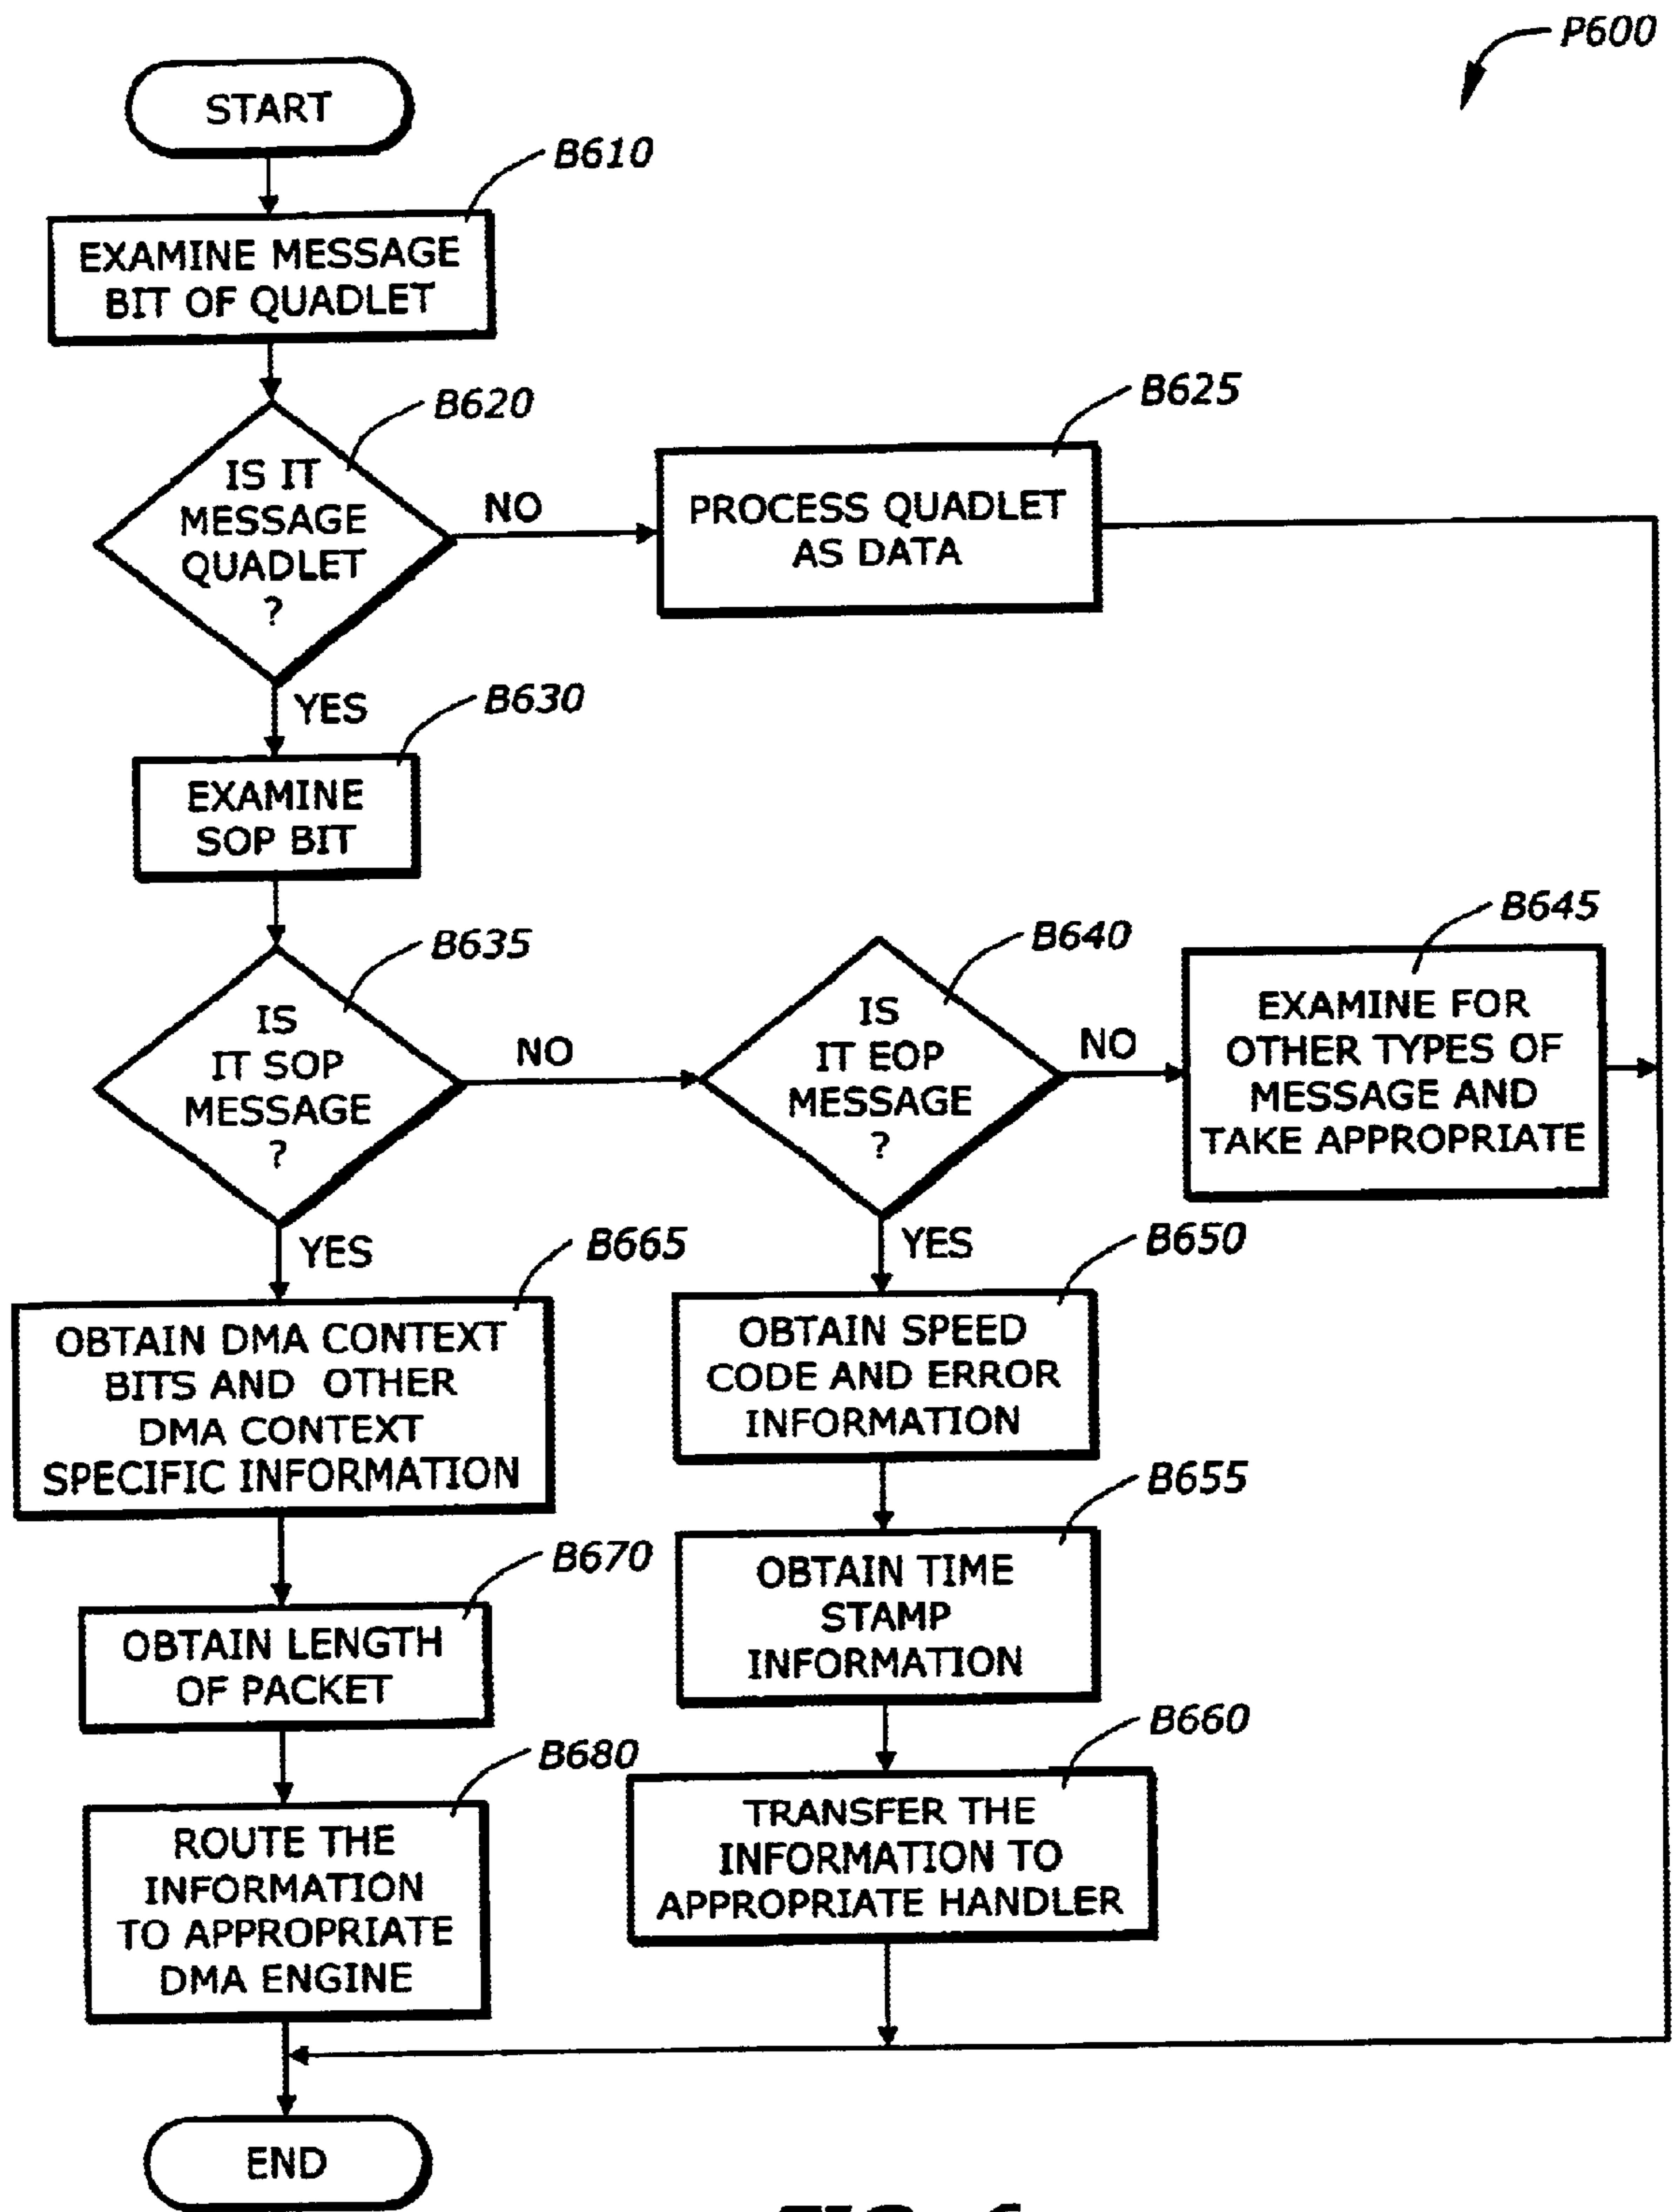 P600
START
B610
EXAMINE MESSAGE
BIT OF QUADLET
B620
IS IT
MESSAGE
QUADLET
?
NO
B625
PROCESS QUADLET
AS DATA
YES
B630
EXAMINE
SOP BIT
B635
IS
IT SOP
MESSAGE
?
NO
B640
IS
IT EOP
MESSAGE
?
NO
B645
EXAMINE FOR
OTHER TYPES OF
MESSAGE AND
TAKE APPROPRIATE
YES
B665
OBTAIN DMA CONTEXT
BITS AND OTHER
DMA CONTEXT
SPECIFIC INFORMATION
YES
B650
OBTAIN SPEED
CODE AND ERROR
INFORMATION
B655
OBTAIN TIME
STAMP
INFORMATION
B670
OBTAIN LENGTH
OF PACKET
B660
TRANSFER THE
INFORMATION TO
APPROPRIATE HANDLER
B680
ROUTE THE
INFORMATION
TO APPROPRIATE
DMA ENGINE
END